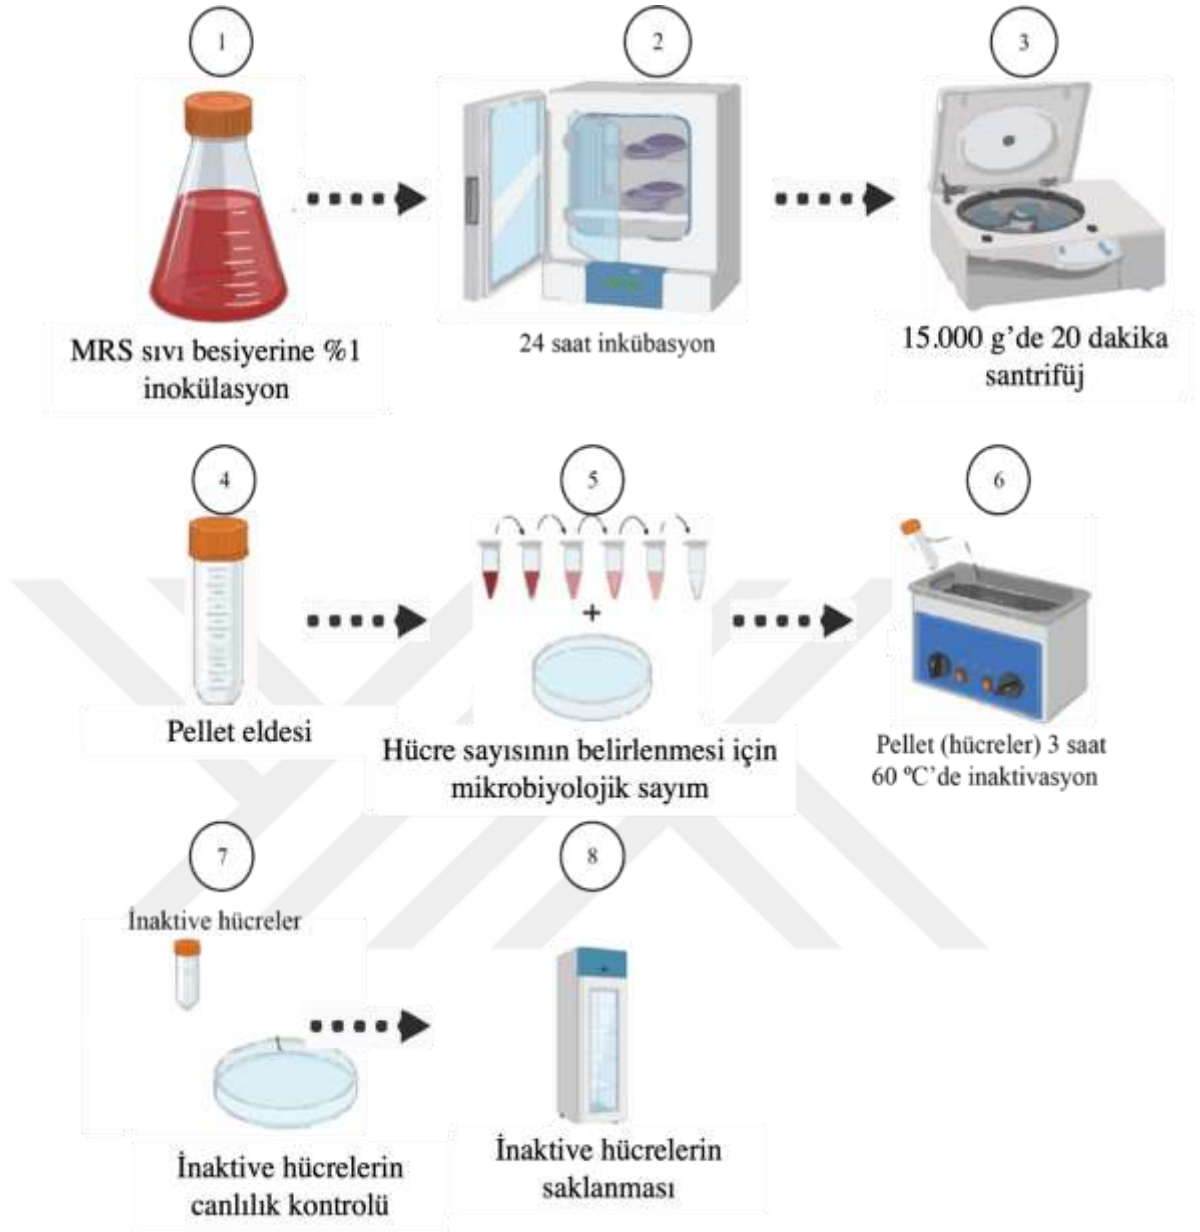 1
2
3
MRS sıvı besiyerine %1
inokülasyon
24 saat inkübasyon
15.000 g’de 20 dakika
santrifüj
4
5
6
+
Pellet eldesi
Hücre sayısının belirlenmesi için
mikrobiyolojik sayım
Pellet (hücreler) 3 saat
60 ºC’de inaktivasyon
7
8
İnaktive hücreler
İnaktive hücrelerin
canlılık kontrolü
İnaktive hücrelerin
saklanması